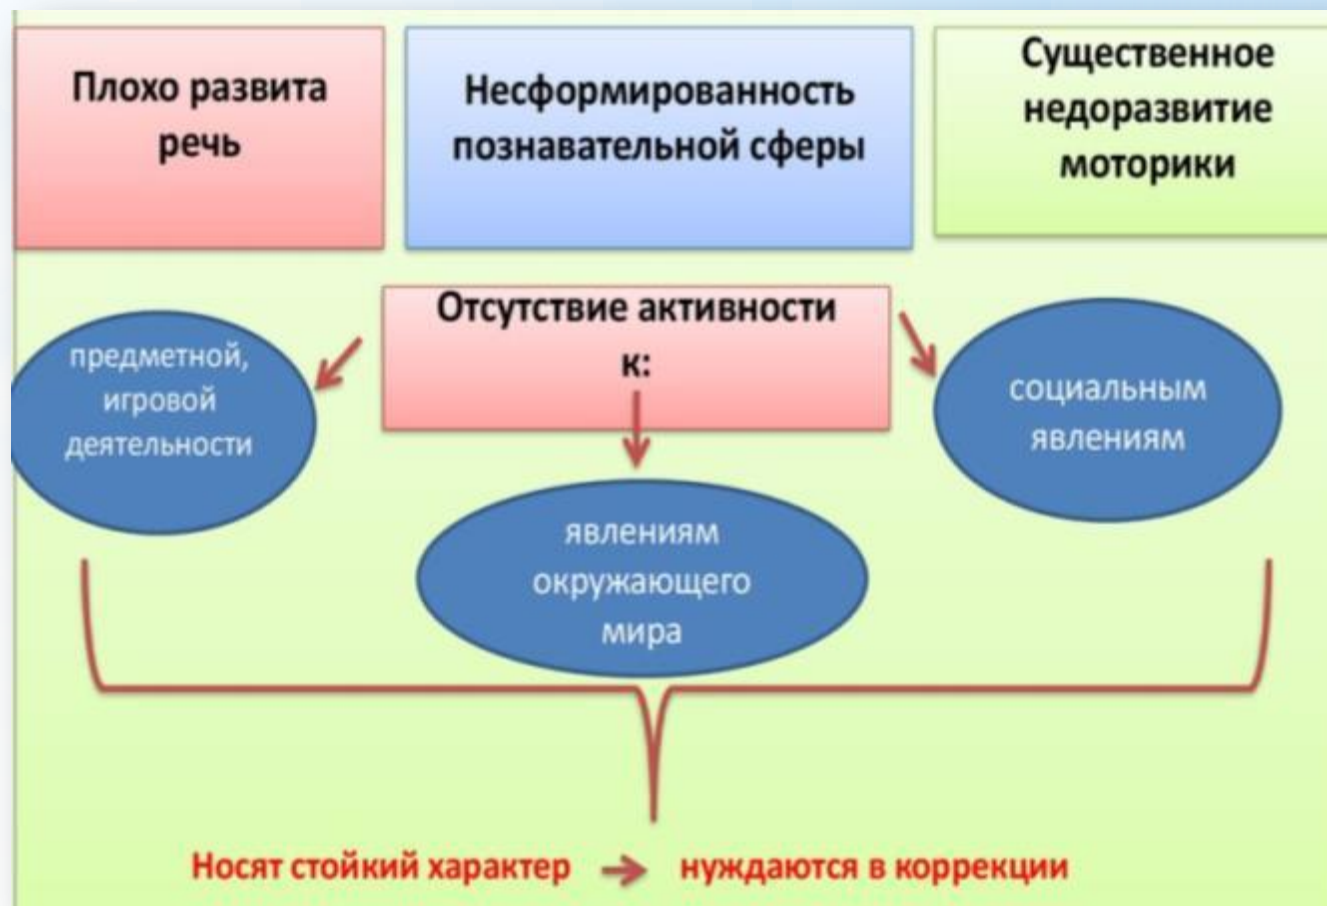 Плохо развита
речь
Несформированность
познавательной сферы
Существенное
недоразвитие
моторики
Отсутствие активности
к:
предметной,
игровой
деятельности
явлениям
окружающего
мира
социальным
явлениям
Носят стойкий характер → нуждаются в коррекции